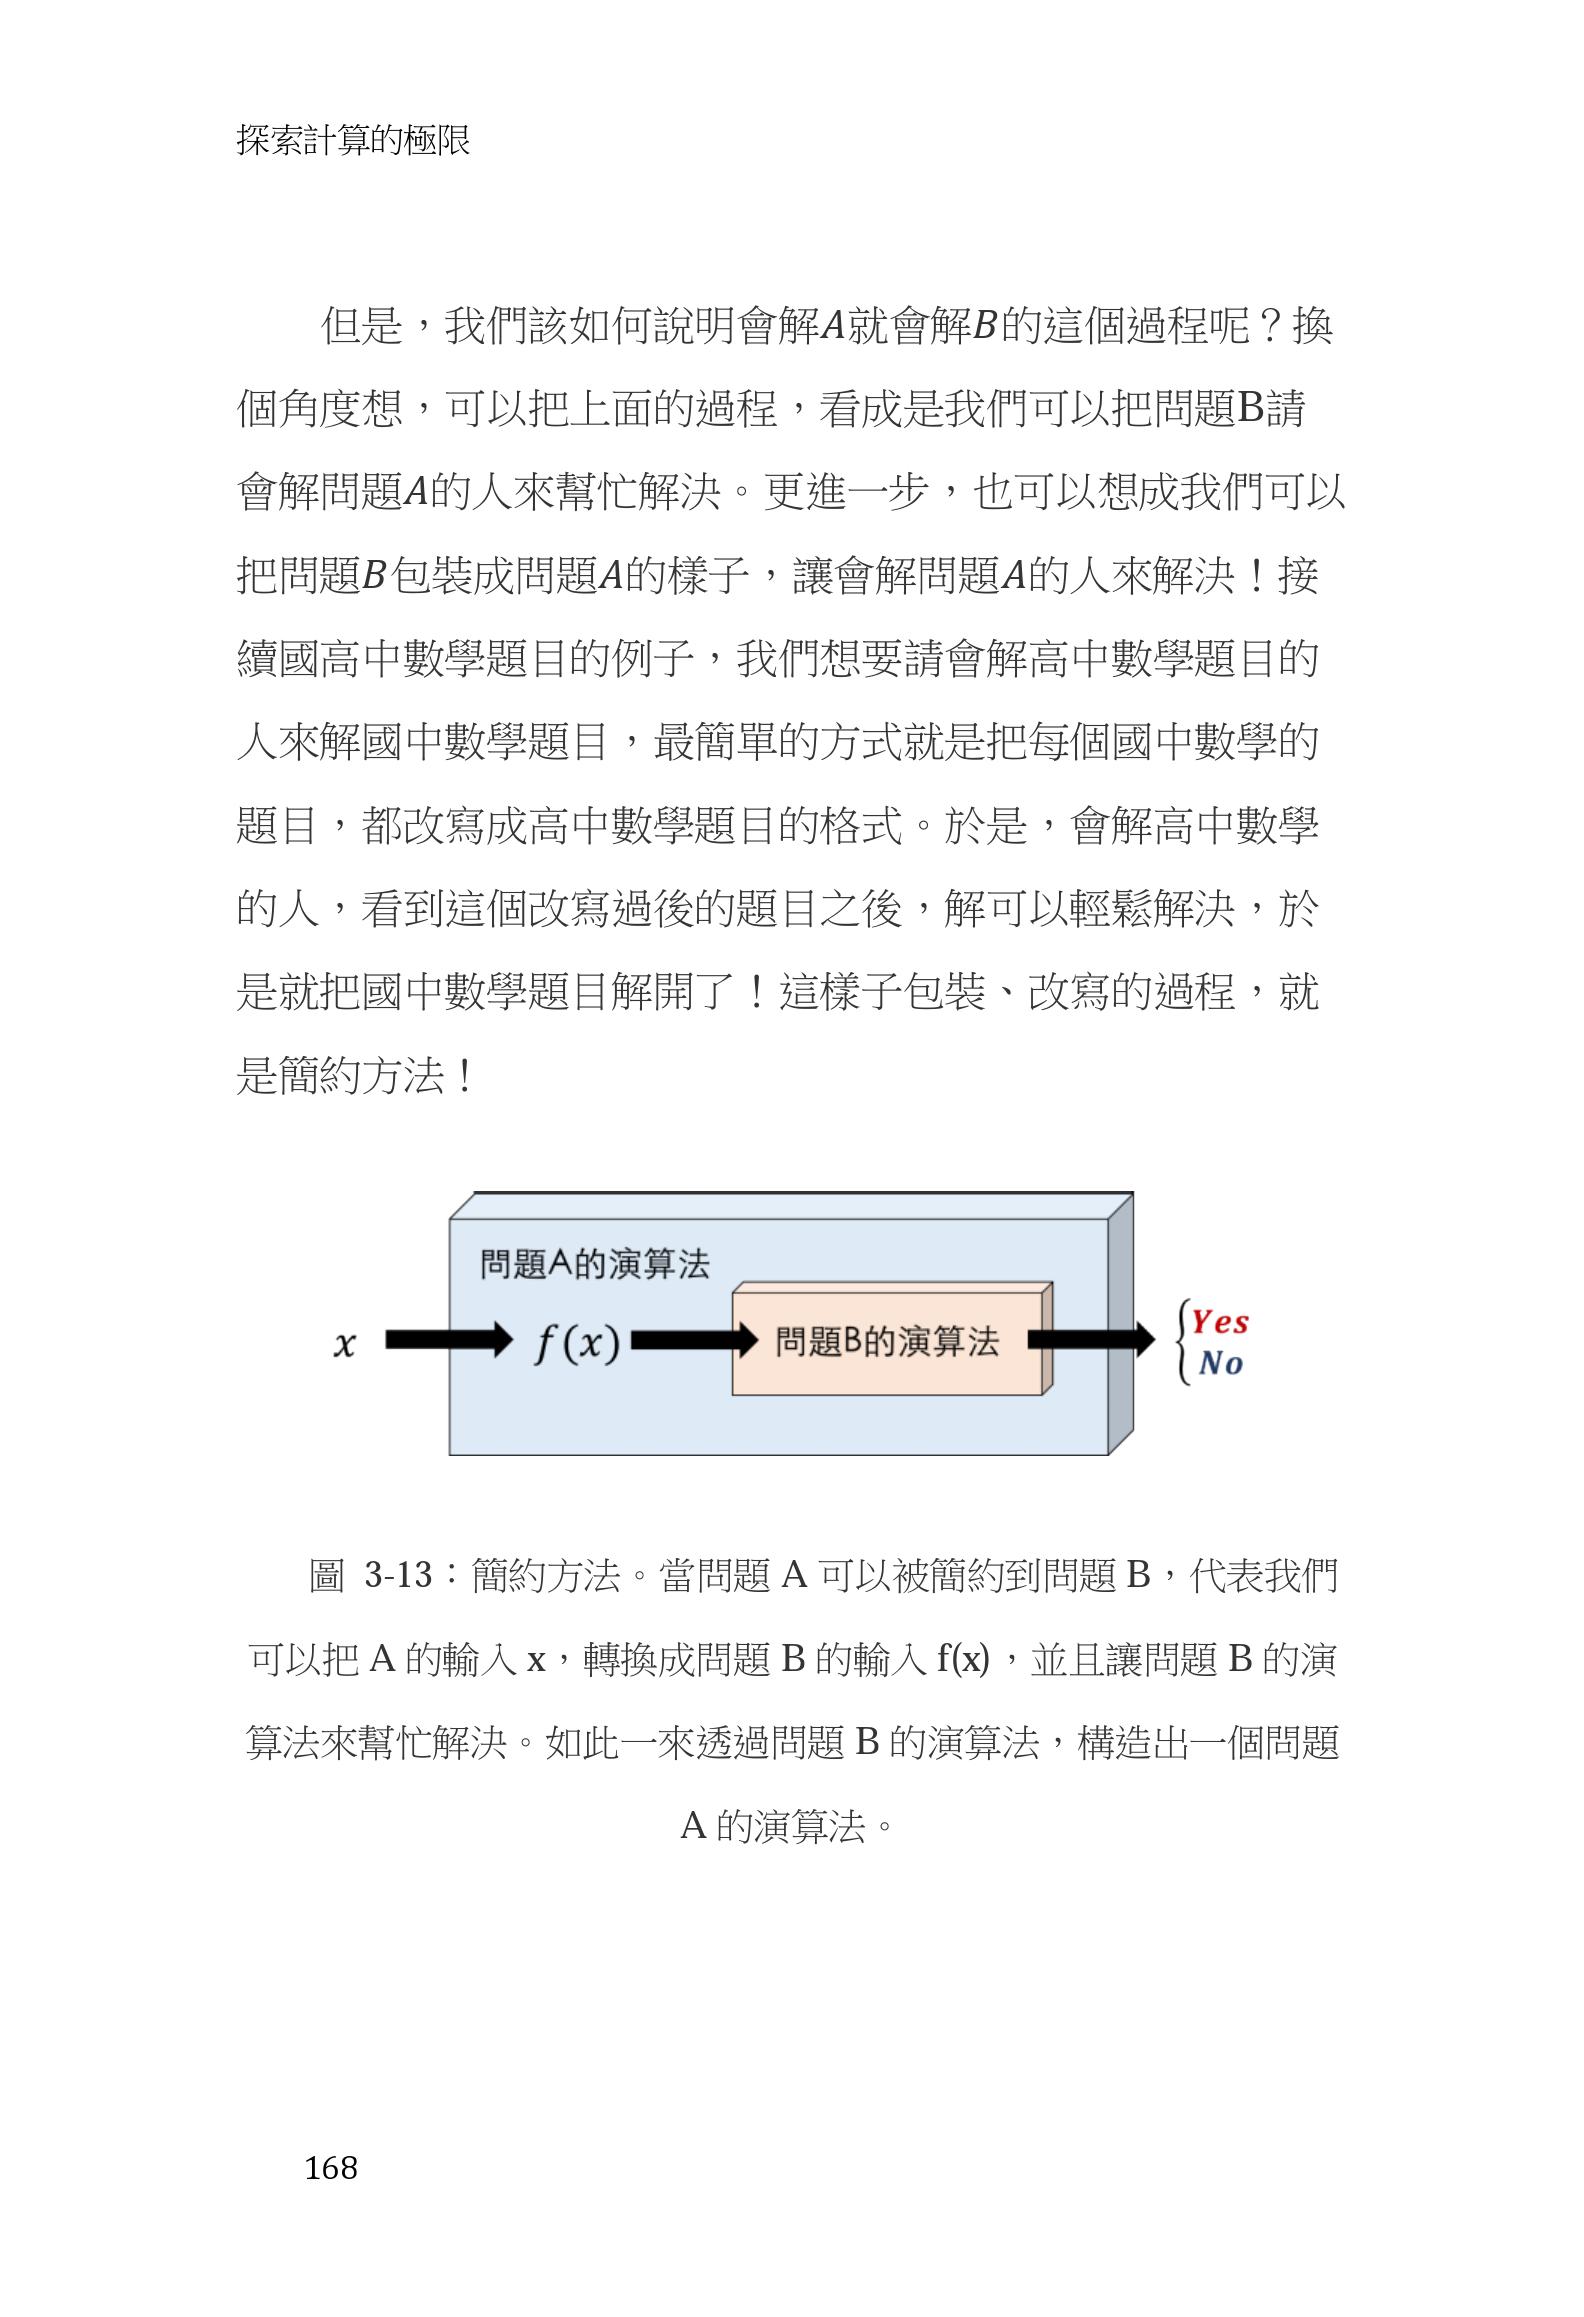 探索計算的極限
但是，我們該如何說明會解A就會解B的這個過程呢？換
個角度想，可以把上面的過程，看成是我們可以把問題B請
會解問題A的人來幫忙解決。更進一步，也可以想成我們可以
把問題B包裝成問題A的樣子，讓會解問題A的人來解決！接
續國高中數學題目的例子，我們想要請會解高中數學題目的
人來解國中數學題目，最簡單的方式就是把每個國中數學的
題目，都改寫成高中數學題目的格式。於是，會解高中數學
的人，看到這個改寫過後的題目之後，解可以輕鬆解決，於
是就把國中數學題目解開了！這樣子包裝、改寫的過程，就
是簡約方法！
問題A的演算法
x f(x) 問題B的演算法 { Yes
No
圖 3-13：簡約方法。當問題 A 可以被簡約到問題 B，代表我們
可以把 A 的輸入 x，轉換成問題 B 的輸入 f(x)，並且讓問題 B 的演
算法來幫忙解決。如此一來透過問題 B 的演算法，構造出一個問題
A 的演算法。
168